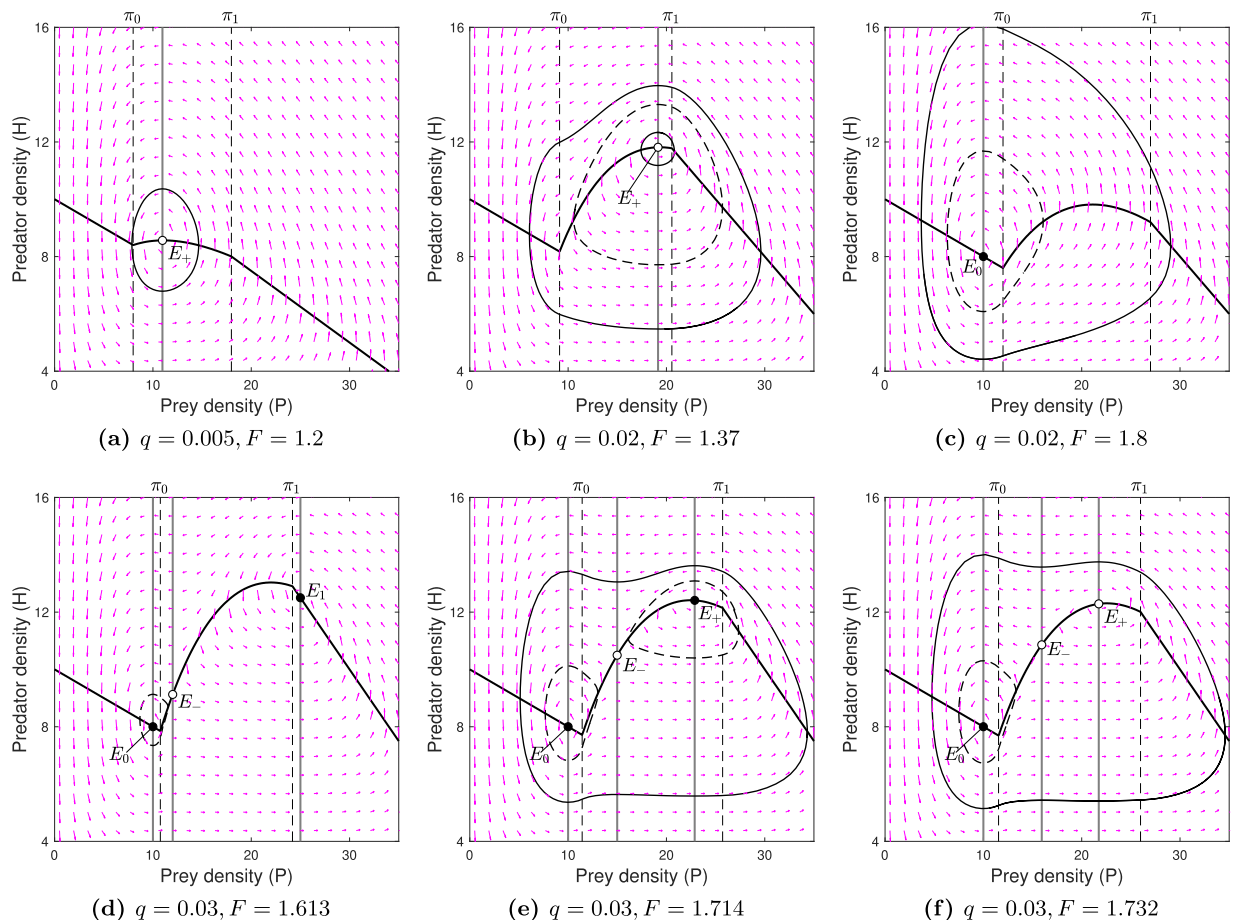 π₀ π₁ π₀ π₁ π₀ π₁
16 16 16
Predator density (H) Predator density (H) Predator density (H)
12 12 12
8 8 8
4 4 4
E₊ E₊ E₀
0 10 20 30 0 10 20 30 0 10 20 30
Prey density (P) Prey density (P) Prey density (P)
(a) q = 0.005, F = 1.2 (b) q = 0.02, F = 1.37 (c) q = 0.02, F = 1.8
π₀ π₁ π₀ π₁ π₀ π₁
16 16 16
Predator density (H) Predator density (H) Predator density (H)
12 12 12
8 8 8
4 4 4
E₀ E₋ E₁ E₀ E₋ E₊ E₀ E₋ E₊
0 10 20 30 0 10 20 30 0 10 20 30
Prey density (P) Prey density (P) Prey density (P)
(d) q = 0.03, F = 1.613 (e) q = 0.03, F = 1.714 (f) q = 0.03, F = 1.732